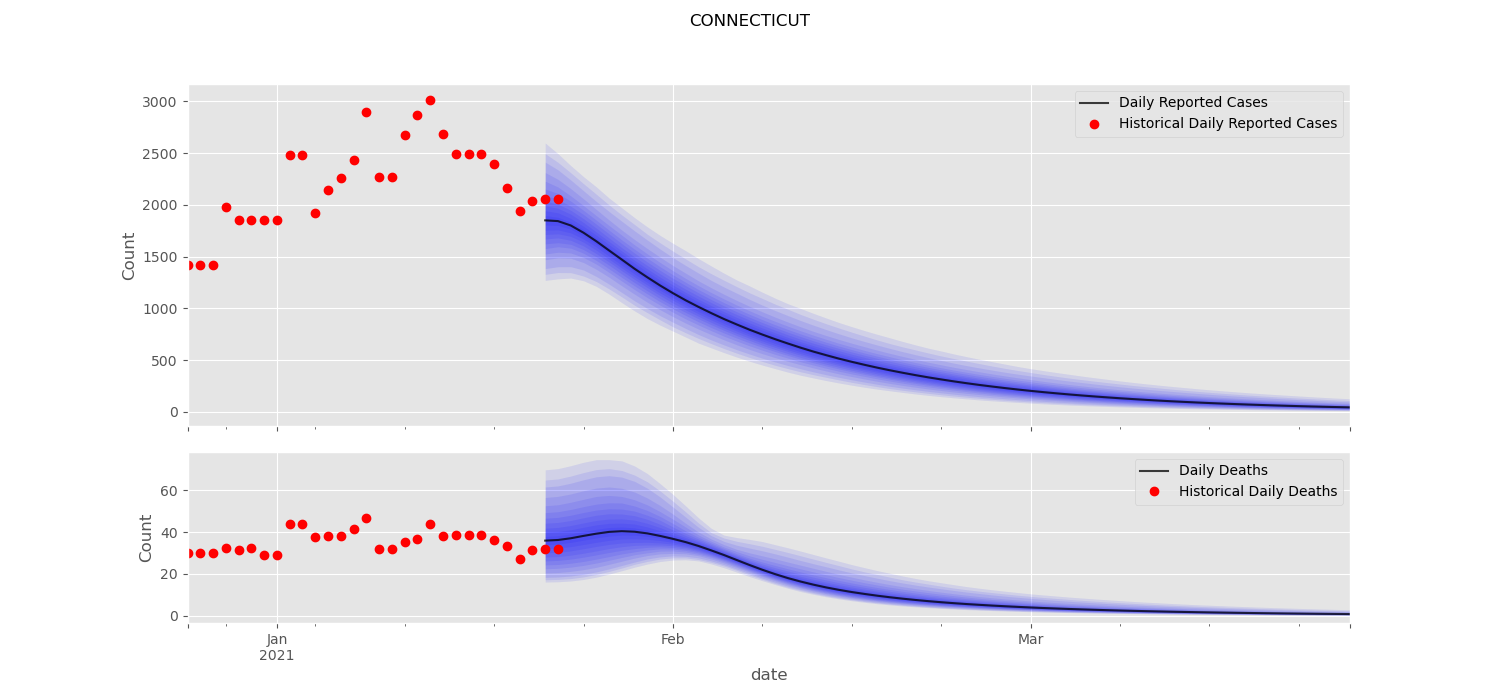 CONNECTICUT
3000
2500
2000
1500
1000
500
0
Count
Daily Reported Cases
Historical Daily Reported Cases
60
40
20
0
Count
Daily Deaths
Historical Daily Deaths
Jan
2021
Feb
Mar
date